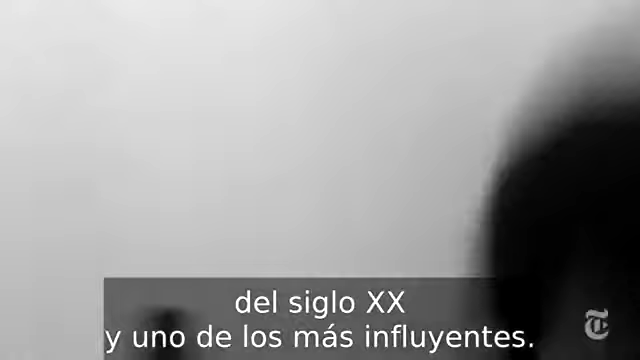 del siglo XX
y uno de los más influyentes.